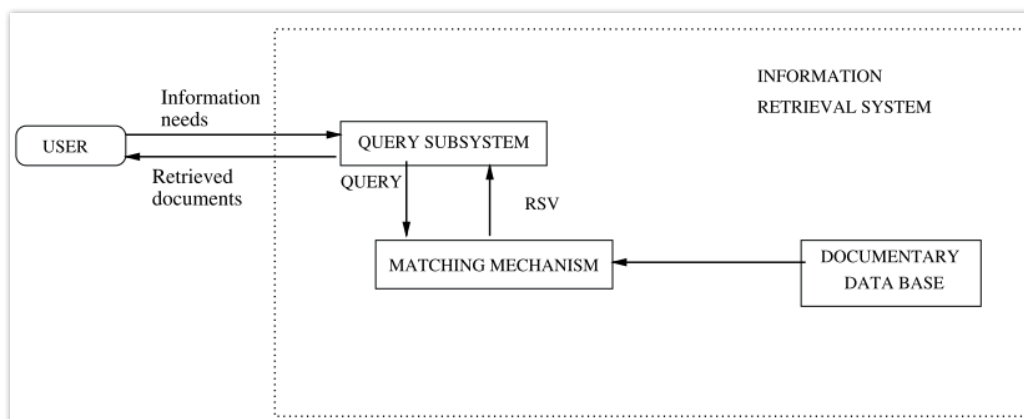 INFORMATION
RETRIEVAL SYSTEM
Information
needs
USER
QUERY SUBSYSTEM
Retrieved
documents
QUERY
RSV
MATCHING MECHANISM
DOCUMENTARY
DATA BASE